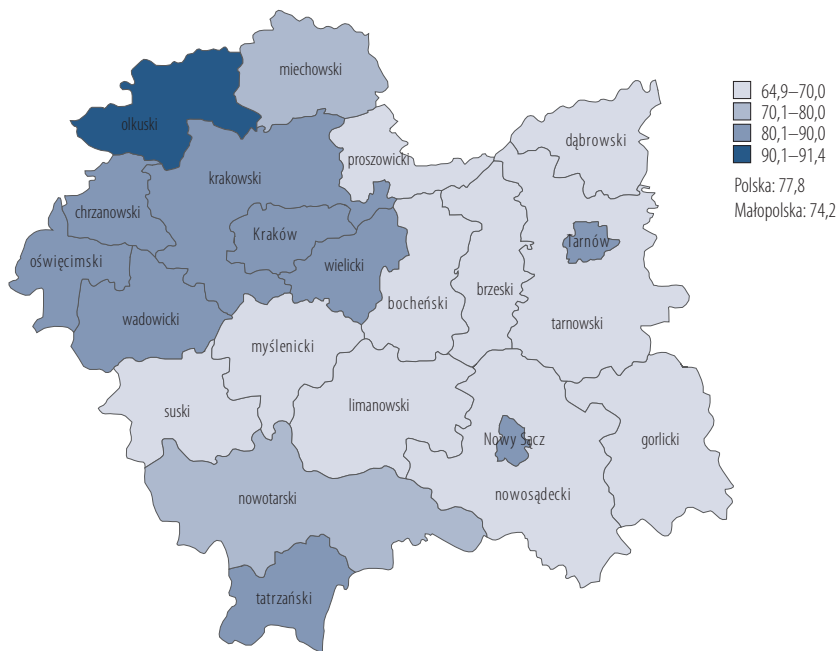 miechowski
olkuski
dąbrowski
proszowicki
krakowski
chrzanowski
Kraków
Tarnów
oświęcimski
wielicki
brzeski
bocheński
wadowicki
tarnowski
myślenicki
limanowski
suski
Nowy Sącz
gorlicki
nowotarski
nowosądecki
tatrzański
64,9–70,0
70,1–80,0
80,1–90,0
90,1–91,4
Polska: 77,8
Małopolska: 74,2